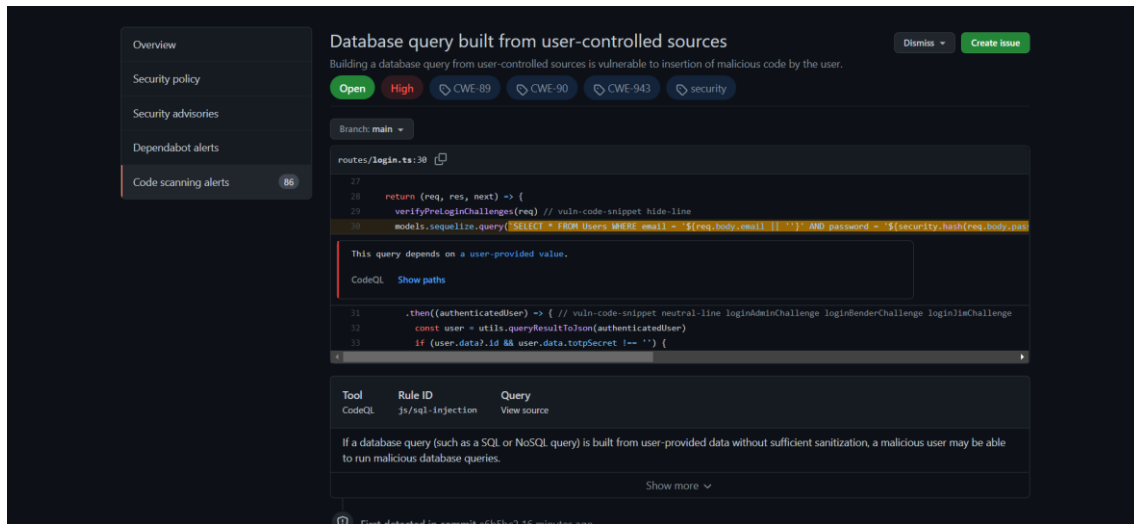 Overview
Security policy
Security advisories
Dependabot alerts
Code scanning alerts 86
Database query built from user-controlled sources
Dismiss
Create issue
Building a database query from user-controlled sources is vulnerable to insertion of malicious code by the user.
Open High CWE-89 CWE-90 CWE-943 security
Branch: main
routes/login.ts:30
27
28 return (req, res, next) => {
29 verifyPreLoginChallenges(req) // vuln-code-snippet hide-line
30 models.sequelize.query(`SELECT * FROM Users WHERE email = '${req.body.email || ''}' AND password = '${security.hash(req.body.pas
This query depends on a user-provided value.
CodeQL Show paths
31 .then((authenticatedUser) => { // vuln-code-snippet neutral-line loginAdminChallenge loginBenderChallenge loginJimChallenge
32 const user = utils.queryResultToJson(authenticatedUser)
33 if (user.data?.id && user.data.totpSecret !== '') {
Tool Rule ID Query
CodeQL js/sql-injection View source
If a database query (such as a SQL or NoSQL query) is built from user-provided data without sufficient sanitization, a malicious user may be able
to run malicious database queries.
Show more
First detected in commit 16 minutes ago